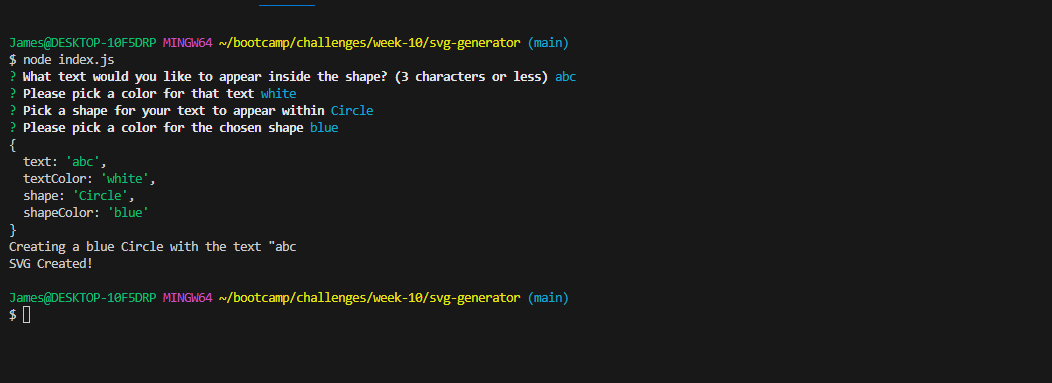 James@DESKTOP-10F5DRP MINGW64 ~/bootcamp/challenges/week-10/svg-generator (main)
$ node index.js
? What text would you like to appear inside the shape? (3 characters or less) abc
? Please pick a color for that text white
? Pick a shape for your text to appear within Circle
? Please pick a color for the chosen shape blue
{
  text: 'abc',
  textColor: 'white',
  shape: 'Circle',
  shapeColor: 'blue'
}
Creating a blue Circle with the text "abc
SVG Created!
James@DESKTOP-10F5DRP MINGW64 ~/bootcamp/challenges/week-10/svg-generator (main)
$